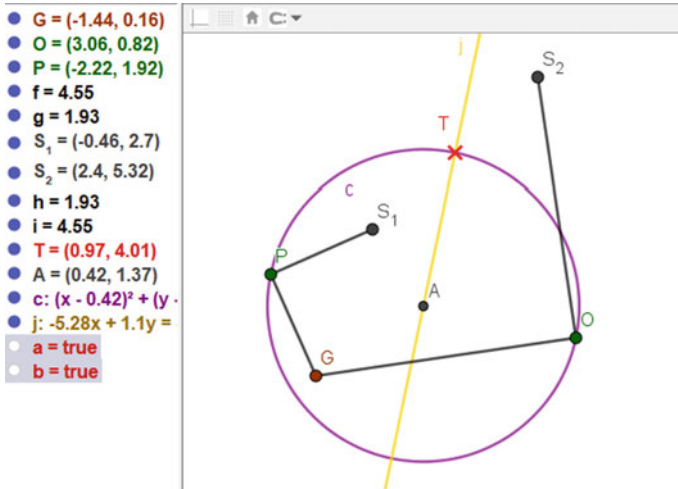 G = (-1.44, 0.16)
O = (3.06, 0.82)
P = (-2.22, 1.92)
f = 4.55
g = 1.93
S₁ = (-0.46, 2.7)
S₂ = (2.4, 5.32)
h = 1.93
i = 4.55
T = (0.97, 4.01)
A = (0.42, 1.37)
c: (x - 0.42)² + (y -
j: -5.28x + 1.1y =
a = true
b = true
j
S₂
T
c
S₁
P
A
O
G